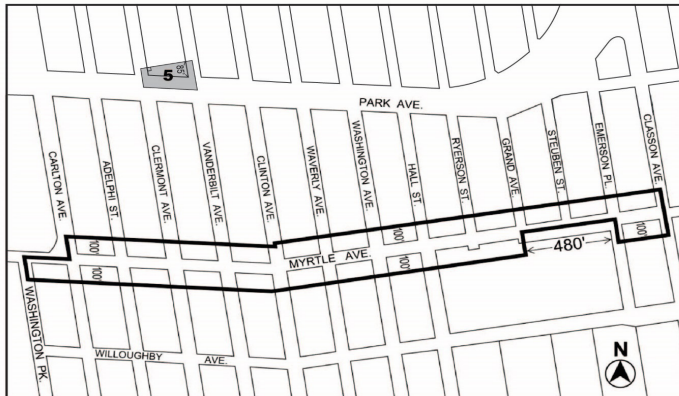 5
85'
PARK AVE.
CARLTON AVE.
ADELPHI ST.
CLERMONT AVE.
VANDERBILT AVE.
CLINTON AVE.
WAVERLY AVE.
WASHINGTON AVE.
HALL ST.
RYERSON ST.
GRAND AVE.
STEUBEN ST.
EMERSON PL.
CLASSON AVE.
100'
100'
100'
480'
MYRTLE AVE.
100'
100'
WASHINGTON PK.
WILLOUGHBY AVE.
N